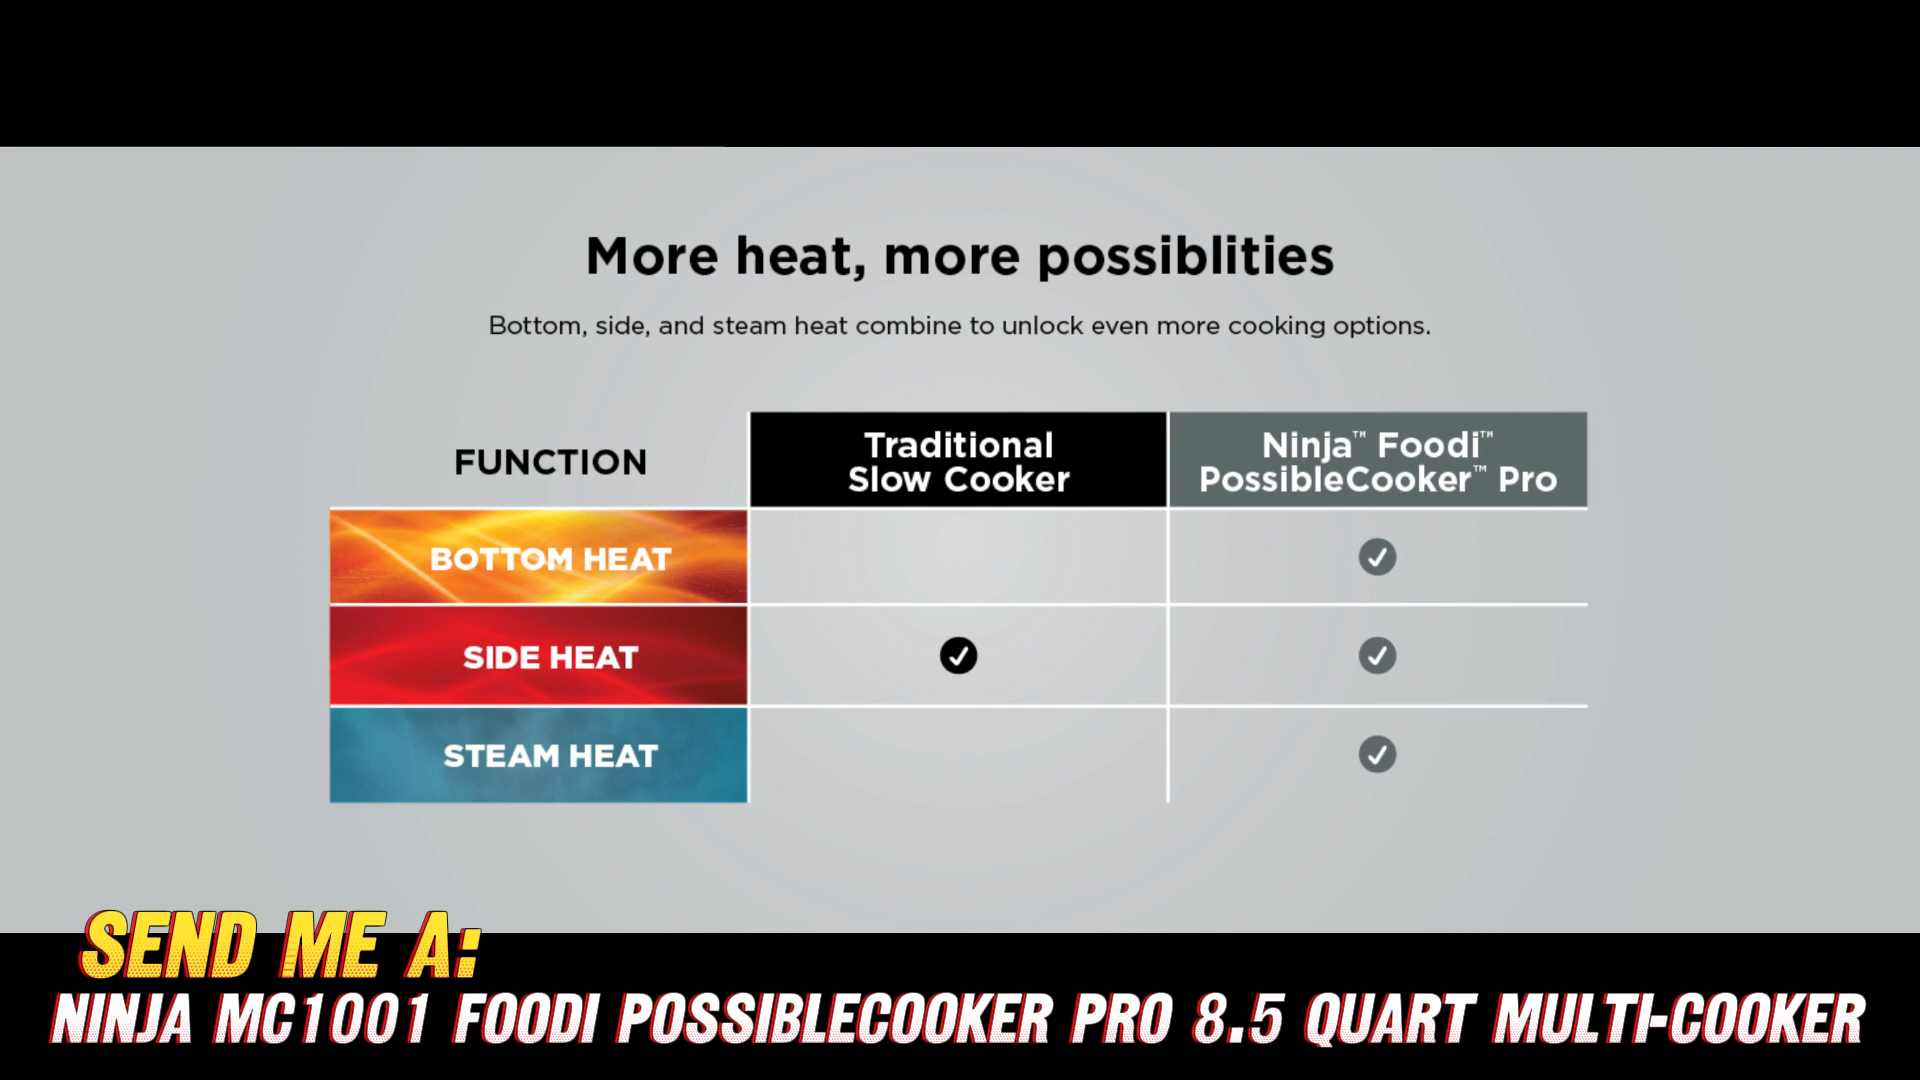 More heat, more possiblities
Bottom, side, and steam heat combine to unlock even more cooking options.
FUNCTION
Traditional
Slow Cooker
Ninja™ Foodi™
PossibleCooker™ Pro
BOTTOM HEAT
SIDE HEAT
STEAM HEAT
SEND ME A:
NINJA MC1001 FOODI POSSIBLECOOKER PRO 8.5 QUART MULTI-COOKER